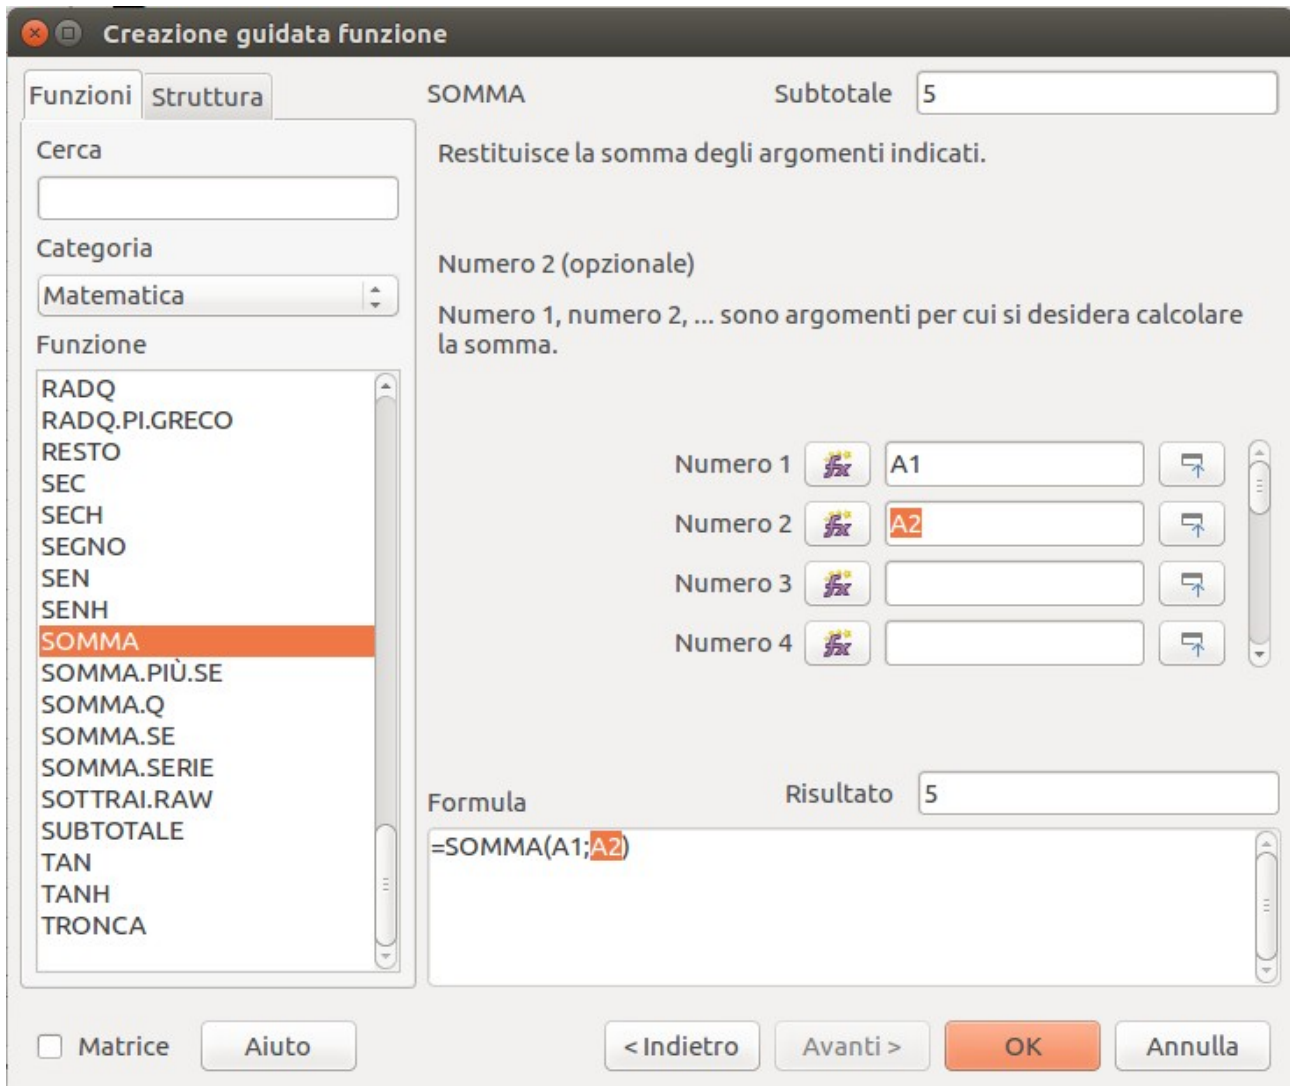 Creazione guidata funzione
Funzioni
Struttura
SOMMA
Subtotale
5
Cerca
Restituisce la somma degli argomenti indicati.
Categoria
Matematica
Numero 2 (opzionale)
Numero 1, numero 2, ... sono argomenti per cui si desidera calcolare
la somma.
Funzione
RADQ
RADQ.PI.GRECO
RESTO
SEC
SECH
SEGNO
SEN
SENH
SOMMA
SOMMA.PIÙ.SE
SOMMA.Q
SOMMA.SE
SOMMA.SERIE
SOTTRAI.RAW
SUBTOTALE
TAN
TANH
TRONCA
Numero 1
fx
A1
Numero 2
fx
A2
Numero 3
fx
Numero 4
fx
Risultato
5
Formula
=SOMMA(A1;A2)
Matrice
Aiuto
< Indietro
Avanti >
OK
Annulla